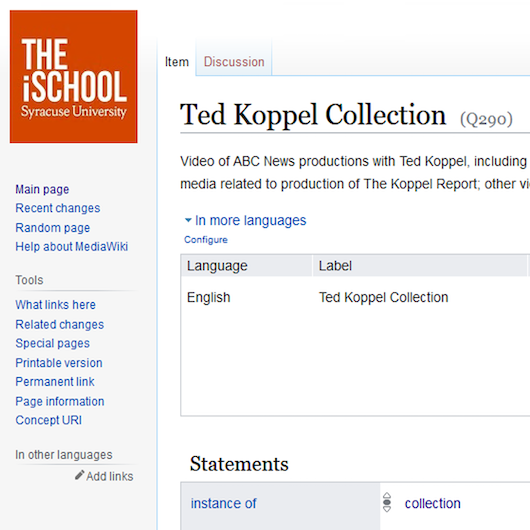 THE
iSCHOOL
Syracuse University
Item
Discussion
Ted Koppel Collection (Q290)
Video of ABC News productions with Ted Koppel, including
media related to production of The Koppel Report; other
In more languages
Configure
Language Label
English Ted Koppel Collection
Statements
instance of collection
Main page
Recent changes
Random page
Help about MediaWiki
Tools
What links here
Related changes
Special pages
Printable version
Permanent link
Page information
Concept URI
In other languages
Add links